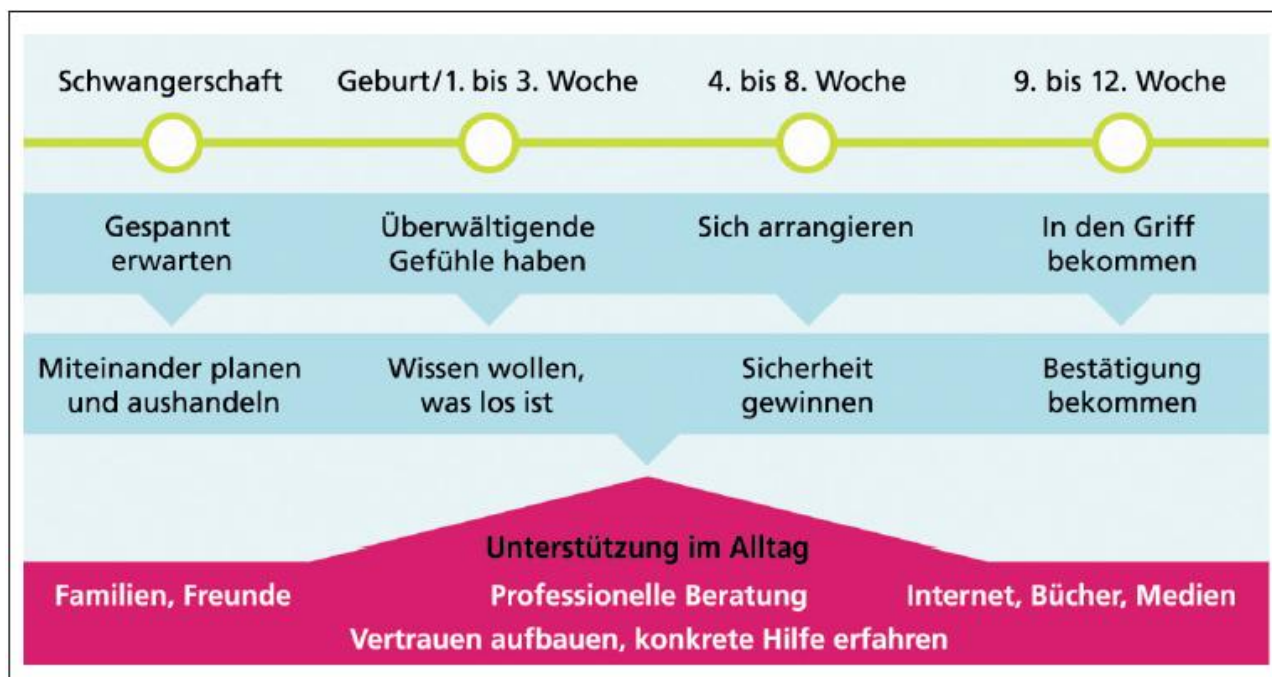 Schwangerschaft
Geburt/1. bis 3. Woche
4. bis 8. Woche
9. bis 12. Woche
Gespannt
erwarten
Überwältigende
Gefühle haben
Sich arrangieren
In den Griff
bekommen
Miteinander planen
und aushandeln
Wissen wollen,
was los ist
Sicherheit
gewinnen
Bestätigung
bekommen
Unterstützung im Alltag
Familien, Freunde
Professionelle Beratung
Internet, Bücher, Medien
Vertrauen aufbauen, konkrete Hilfe erfahren